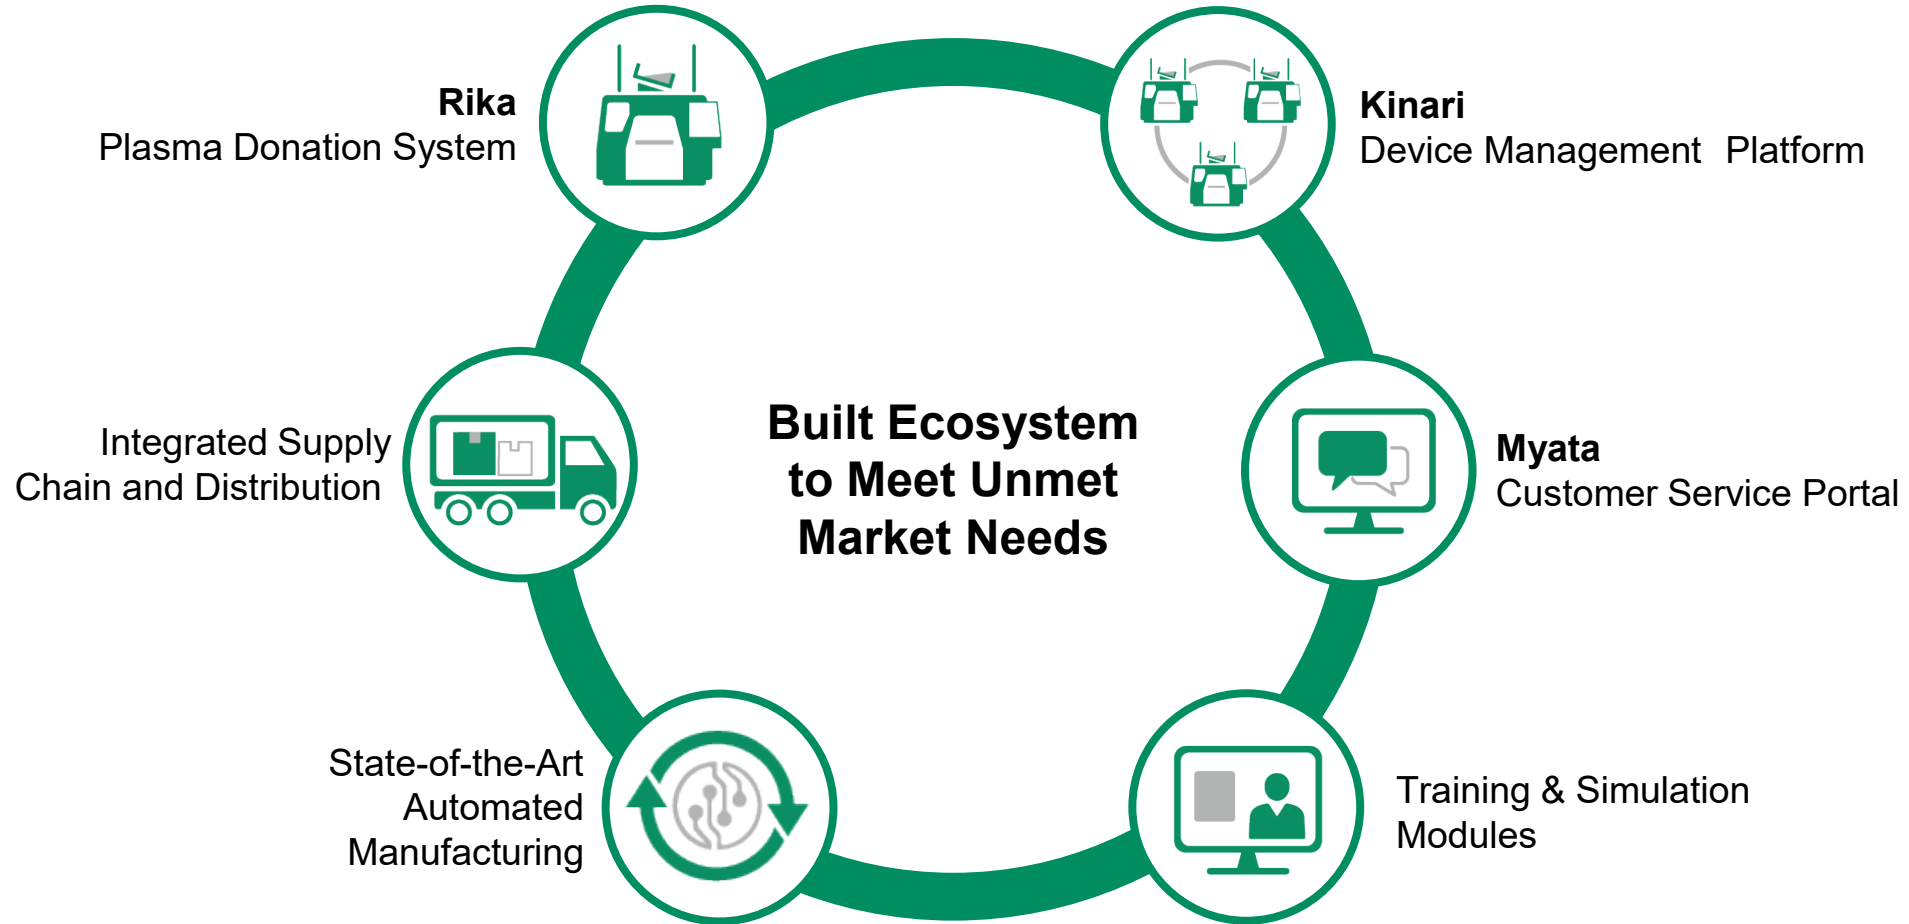 Rika
Plasma Donation System
Kinari
Device Management Platform
Integrated Supply
Chain and Distribution
Built Ecosystem
to Meet Unmet
Market Needs
Myata
Customer Service Portal
State-of-the-Art
Automated
Manufacturing
Training & Simulation
Modules